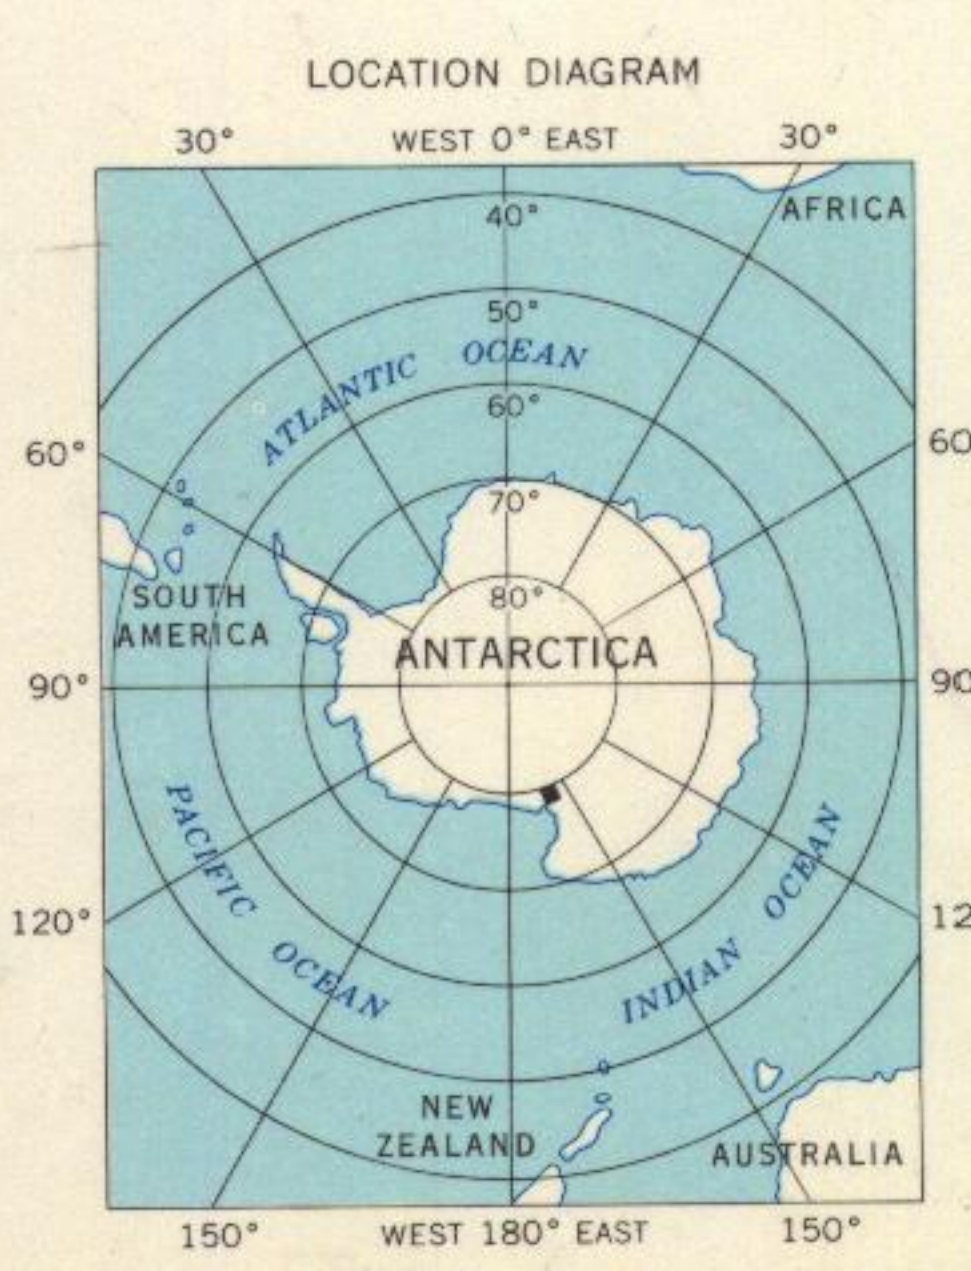 LOCATION DIAGRAM
30° WEST 0° EAST 30°
AFRICA
40°
50°
ATLANTIC OCEAN
60°
60° 60
70°
80°
SOUTH
AMERICA
ANTARCTICA
90° 90
PACIFIC OCEAN
INDIAN OCEAN
120° 12
NEW
ZEALAND
AUSTRALIA
150° WEST 180° EAST 150°